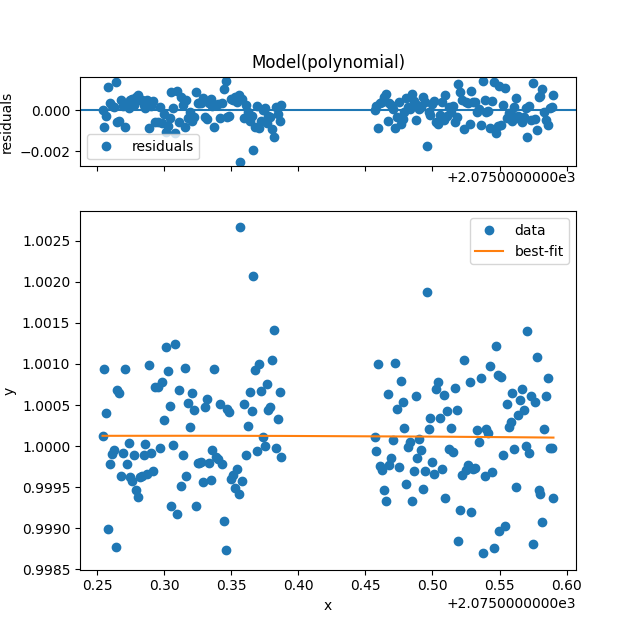 Model(polynomial)
residuals
0.000
−0.002
residuals
+2.0750000000e3
y
1.0025
1.0020
1.0015
1.0010
1.0005
1.0000
0.9995
0.9990
0.9985
data
best-fit
0.25 0.30 0.35 0.40 0.45 0.50 0.55 0.60
x
+2.0750000000e3